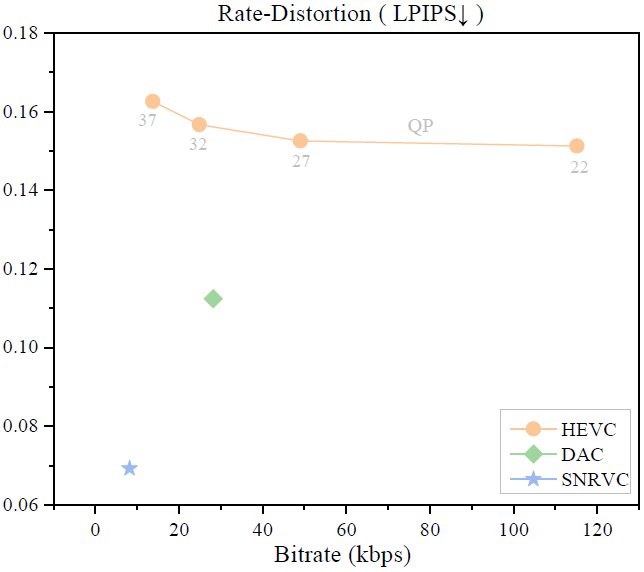 Rate-Distortion ( LPIPS↓ )
0.18
0.16
0.14
0.12
0.10
0.08
0.06
37
32
27
QP
22
HEVC
DAC
SNRVC
0 20 40 60 80 100 120
Bitrate (kbps)